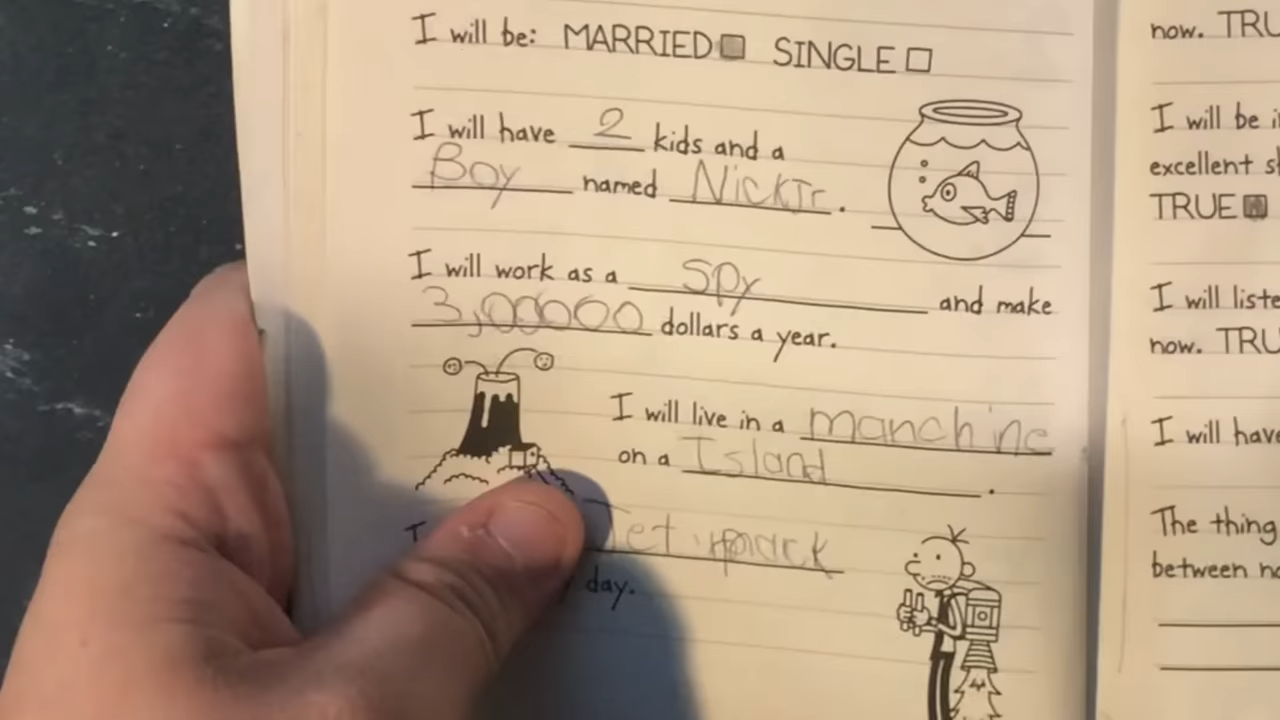 I will be: MARRIED SINGLE
I will have 2 kids and a
Boy named NickJr.
I will work as a spy and make
3,00000 dollars a year.
I will live in a manch'ne
on a Island.
I Jet pack
day.
now. TRU
I will be i
excellent s
TRUE
I will liste
now. TRU
I will have
The thing
between no